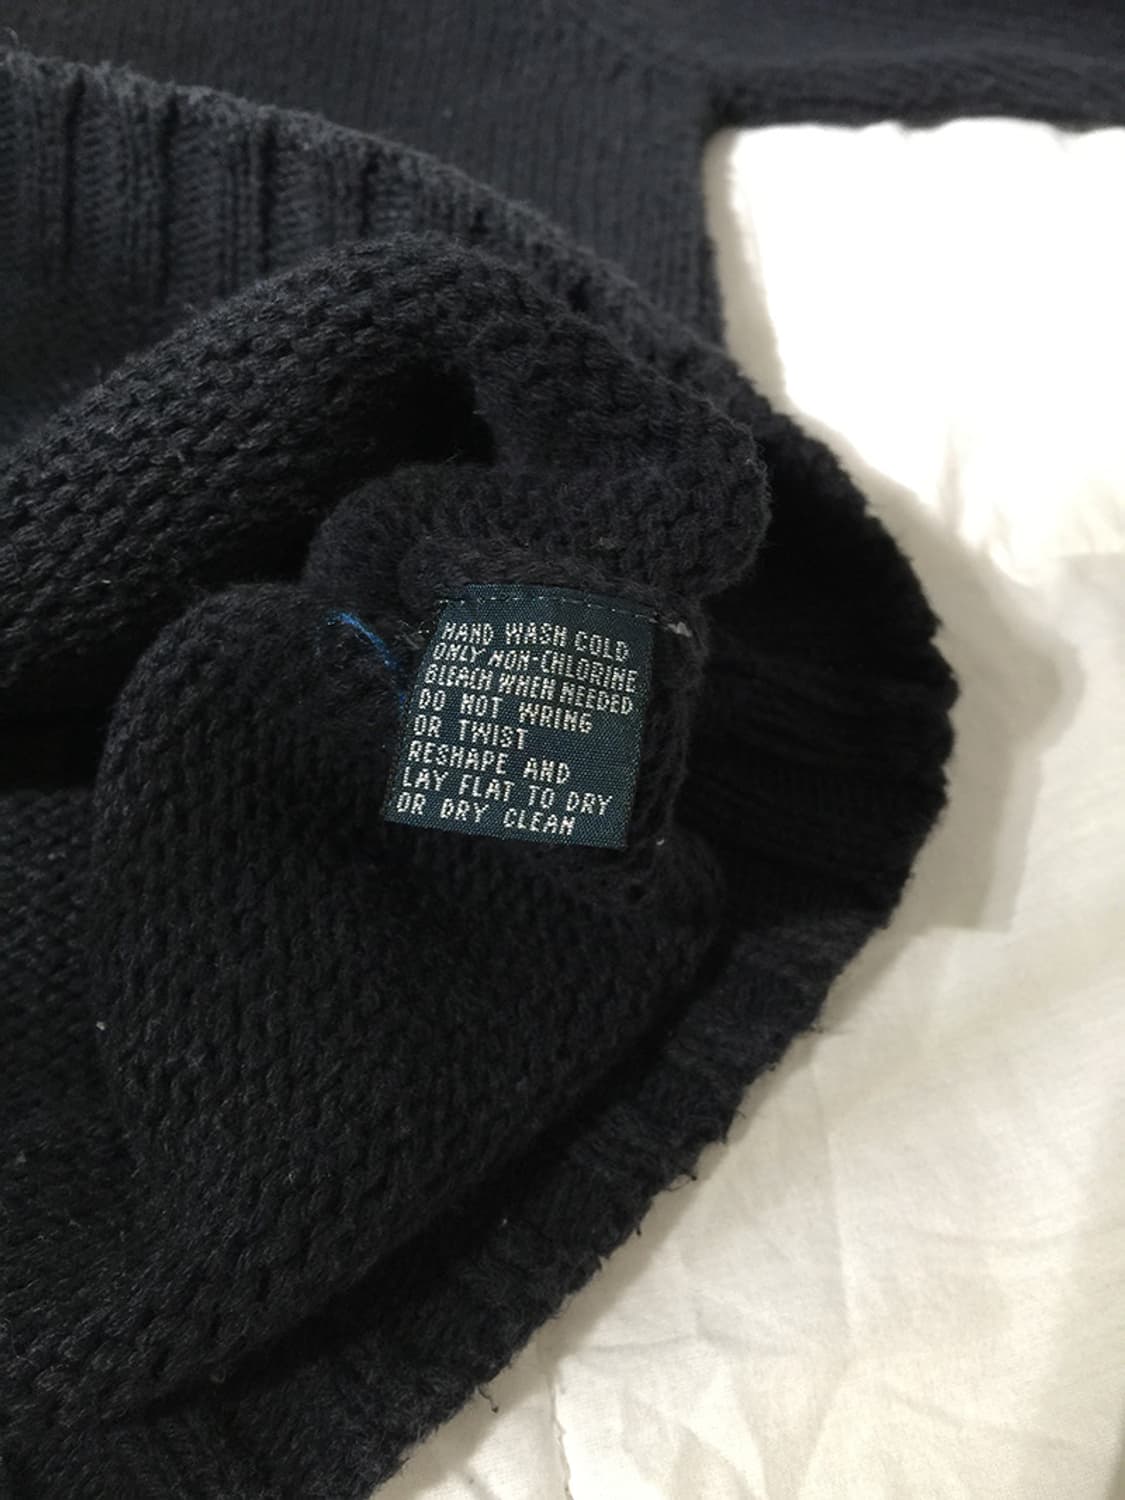 HAND WASH COLD
ONLY NON-CHLORINE
BLEACH WHEN NEEDED
DO NOT WRING
OR TWIST
RESHAPE AND
LAY FLAT TO DRY
OR DRY CLEAN